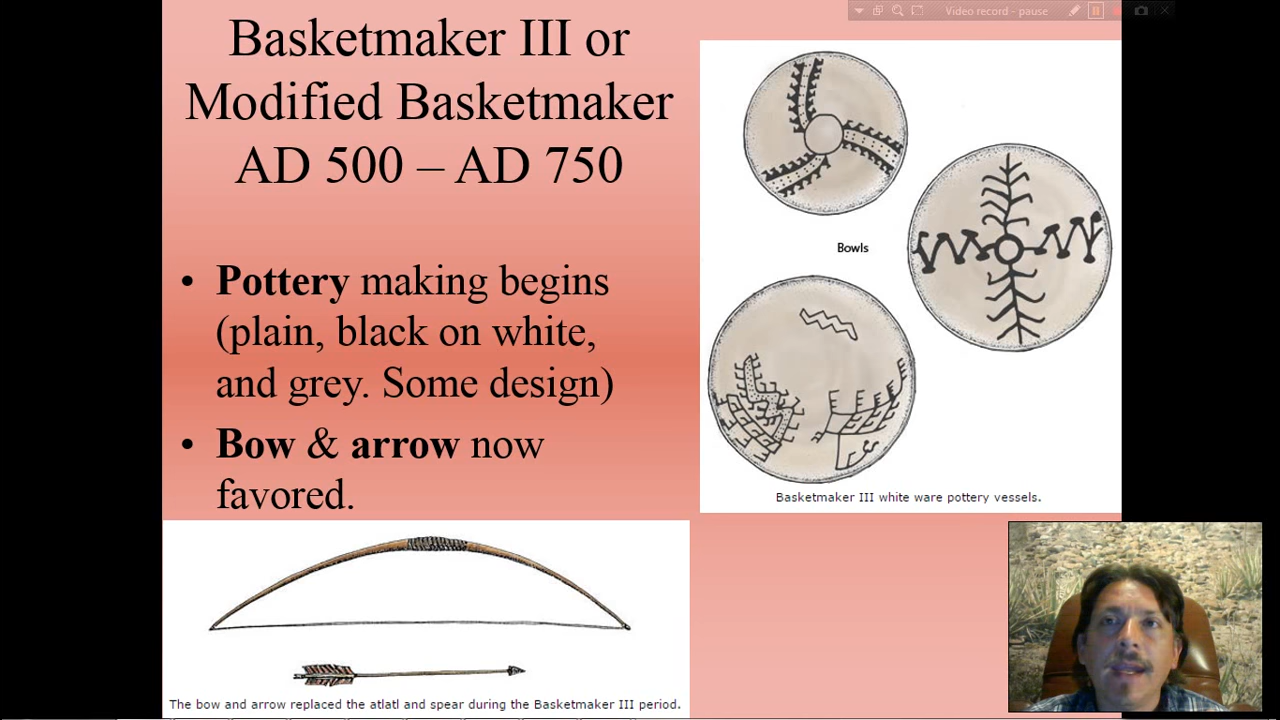 Video record - pause
Basketmaker III or
Modified Basketmaker
AD 500 – AD 750
• Pottery making begins
(plain, black on white,
and grey. Some design)
• Bow & arrow now
favored.
Bowls
Basketmaker III white ware pottery vessels.
The bow and arrow replaced the atlatl and spear during the Basketmaker III period.